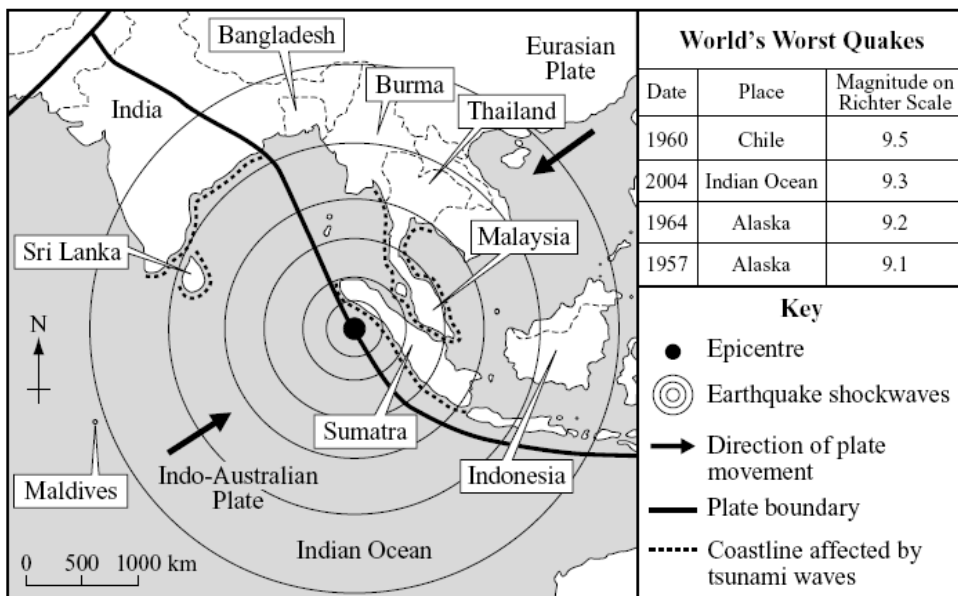 Bangladesh
Eurasian
Plate
Burma
India
Thailand
Sri Lanka
Malaysia
N
Sumatra
Indo-Australian
Plate
Indonesia
Maldives
Indian Ocean
0 500 1000 km
World's Worst Quakes
Date Place Magnitude on
Richter Scale
1960 Chile 9.5
2004 Indian Ocean 9.3
1964 Alaska 9.2
1957 Alaska 9.1
Key
Epicentre
Earthquake shockwaves
Direction of plate
movement
Plate boundary
Coastline affected by
tsunami waves